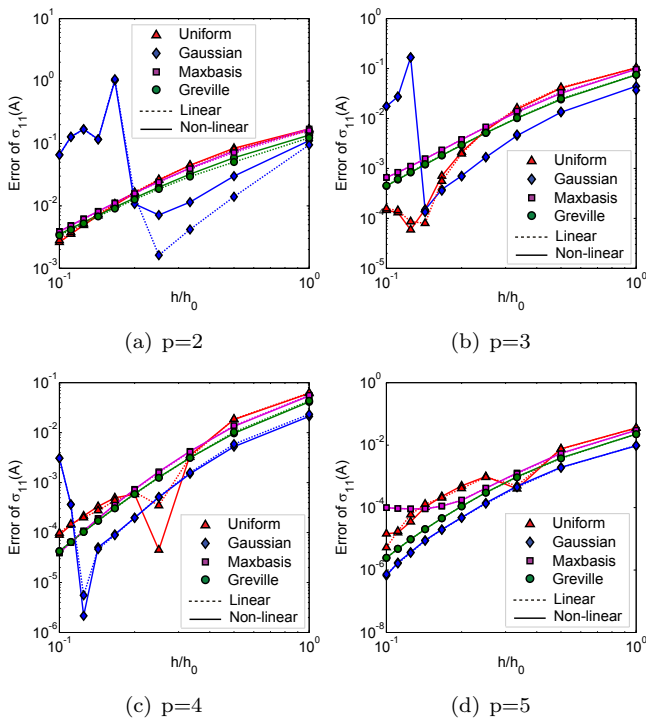 Error of σ11(A)
10^1
10^0
10^-1
10^-2
10^-3
10^-1
10^0
h/h0
Uniform
Gaussian
Maxbasis
Greville
Linear
Non-linear
(a) p=2
Error of σ11(A)
10^0
10^-1
10^-2
10^-3
10^-4
10^-5
10^-1
10^0
h/h0
Uniform
Gaussian
Maxbasis
Greville
Linear
Non-linear
(b) p=3
Error of σ11(A)
10^-1
10^-2
10^-3
10^-4
10^-5
10^-6
10^-1
10^0
h/h0
Uniform
Gaussian
Maxbasis
Greville
Linear
Non-linear
(c) p=4
Error of σ11(A)
10^0
10^-2
10^-4
10^-6
10^-8
10^-1
10^0
h/h0
Uniform
Gaussian
Maxbasis
Greville
Linear
Non-linear
(d) p=5